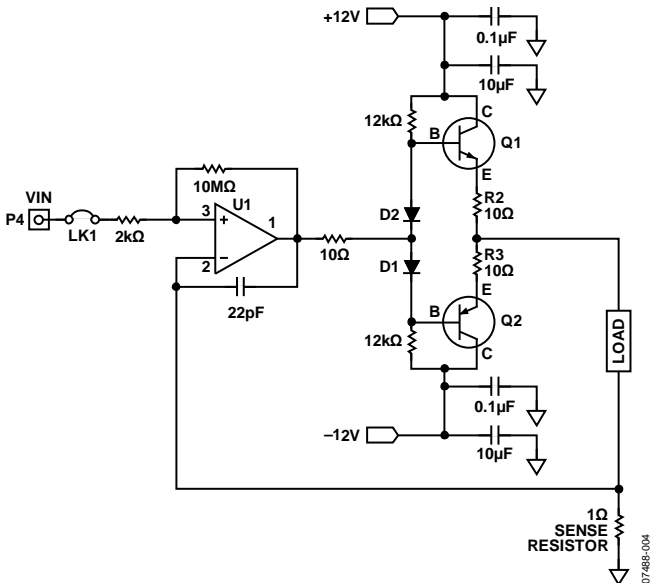 +12V
0.1µF
10µF
12kΩ
C
B
Q1
E
10MΩ
VIN
P4
LK1
2kΩ
3
+
U1
1
2
−
22pF
10Ω
D2
D1
R2
10Ω
R3
10Ω
E
B
Q2
12kΩ
C
LOAD
0.1µF
−12V
10µF
1Ω
SENSE
RESISTOR
07488-004